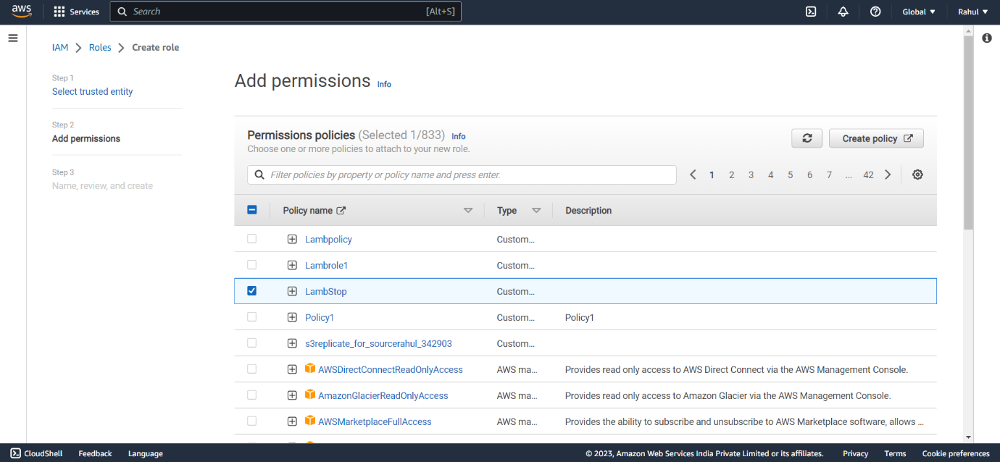 aws Services Search [Alt+S] Global Rahul
IAM Roles Create role
Step 1
Select trusted entity
Step 2
Add permissions
Step 3
Name, review, and create
Add permissions Info
Permissions policies (Selected 1/833) Info
Choose one or more policies to attach to your new role.
Create policy
Filter policies by property or policy name and press enter.
1 2 3 4 5 6 7 ... 42
Policy name Type Description
Lambpolicy Custom...
Lambrole1 Custom...
LambStop Custom...
Policy1 Custom... Policy1
s3replicate_for_sourcerahul_342903 Custom...
AWSDirectConnectReadOnlyAccess AWS ma... Provides read only access to AWS Direct Connect via the AWS Management Console.
AmazonGlacierReadOnlyAccess AWS ma... Provides read only access to Amazon Glacier via the AWS Management Console.
AWSMarketplaceFullAccess AWS ma... Provides the ability to subscribe and unsubscribe to AWS Marketplace software, allows ...
CloudShell Feedback Language © 2023, Amazon Web Services India Private Limited or its affiliates. Privacy Terms Cookie preferences